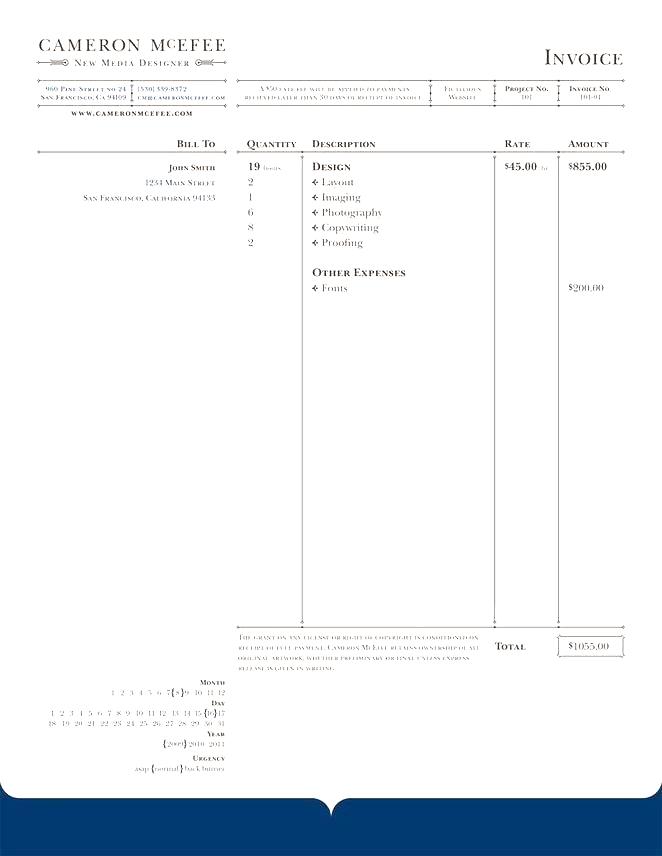 CAMERON McEFEE
New Media Designer
Invoice
960 Pine Street no 24
San Francisco, Ca 94109
(530) 339-8372
cm@cameronmcefee.com
A $50 late fee will be applied to payments
received later than 30 days of receipt of invoice
Fictitious
Website
Project No.
101
Invoice No.
101-01
www.cameronmcefee.com
Bill To
Quantity Description Rate Amount
John Smith
1234 Main Street
San Francisco, California 94133
19 hours Design $45.00 hr $855.00
2 Layout
1 Imaging
6 Photography
8 Copywriting
2 Proofing
Other Expenses
Fonts $200.00
The grant on any license or right of copyright is conditioned on
receipt of full payment. Cameron McEfee retains ownership of all
original artwork, whether preliminary or final unless express
release is given in writing.
Total $1055.00
Month
1 2 3 4 5 6 7{8}9 10 11 12
Day
1 2 3 4 5 6 7 8 9 10 11 12 13 14 15{16}17
18 19 20 21 22 23 24 25 26 27 28 29 30 31
Year
{2009} 2010 2011
Urgency
asap {normal} back burner